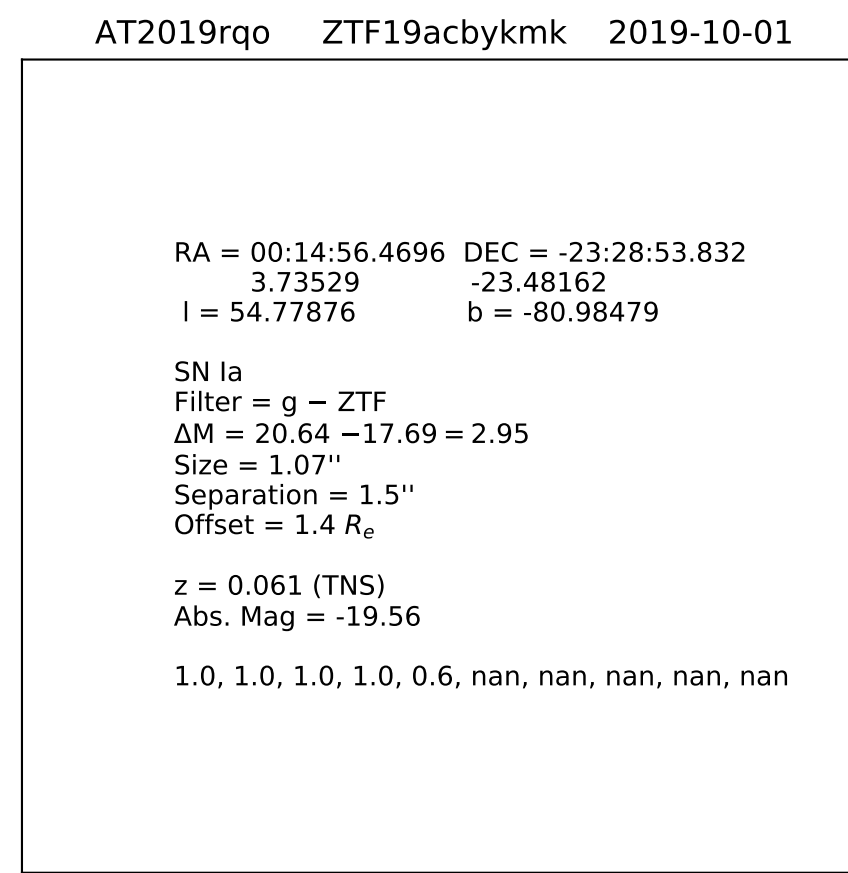 AT2019rqo ZTF19acbykmk 2019-10-01
RA = 00:14:56.4696 DEC = -23:28:53.832
3.73529 -23.48162
l = 54.77876 b = -80.98479
SN Ia
Filter = g − ZTF
ΔM = 20.64 −17.69 = 2.95
Size = 1.07''
Separation = 1.5''
Offset = 1.4 Re
z = 0.061 (TNS)
Abs. Mag = -19.56
1.0, 1.0, 1.0, 1.0, 0.6, nan, nan, nan, nan, nan